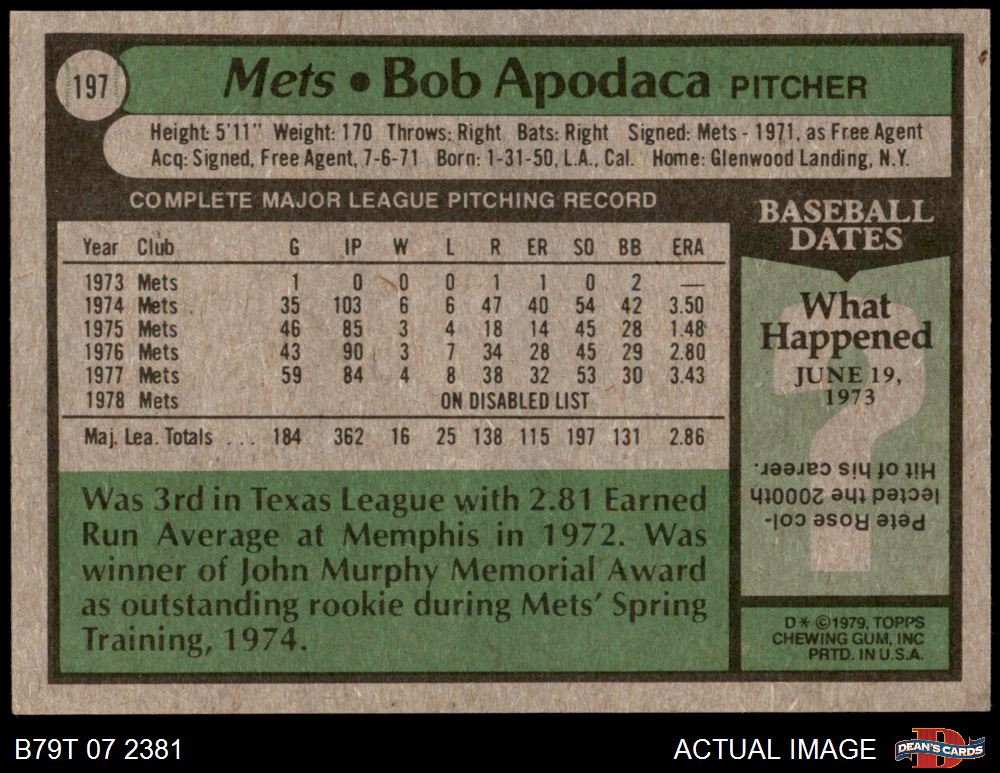 197
Mets • Bob Apodaca PITCHER
Height: 5'11" Weight: 170 Throws: Right Bats: Right Signed: Mets - 1971, as Free Agent
Acq: Signed, Free Agent, 7-6-71 Born: 1-31-50, L.A., Cal. Home: Glenwood Landing, N.Y.
COMPLETE MAJOR LEAGUE PITCHING RECORD
Year Club G IP W L R ER SO BB ERA
1973 Mets 1 0 0 0 1 1 0 2 —
1974 Mets . 35 103 6 6 47 40 54 42 3.50
1975 Mets 46 85 3 4 18 14 45 28 1.48
1976 Mets 43 90 3 7 34 28 45 29 2.80
1977 Mets 59 84 4 8 38 32 53 30 3.43
1978 Mets ON DISABLED LIST
Maj. Lea. Totals . . . 184 362 16 25 138 115 197 131 2.86
Was 3rd in Texas League with 2.81 Earned
Run Average at Memphis in 1972. Was
winner of John Murphy Memorial Award
as outstanding rookie during Mets' Spring
Training, 1974.
BASEBALL
DATES
What
Happened
JUNE 19,
1973
?
Pete Rose col-
lected the 2000th
Hit of his career.
D* ©1979, TOPPS
CHEWING GUM, INC
PRTD. IN U.S.A.
B79T 07 2381
ACTUAL IMAGE
D
DEAN'S CARDS